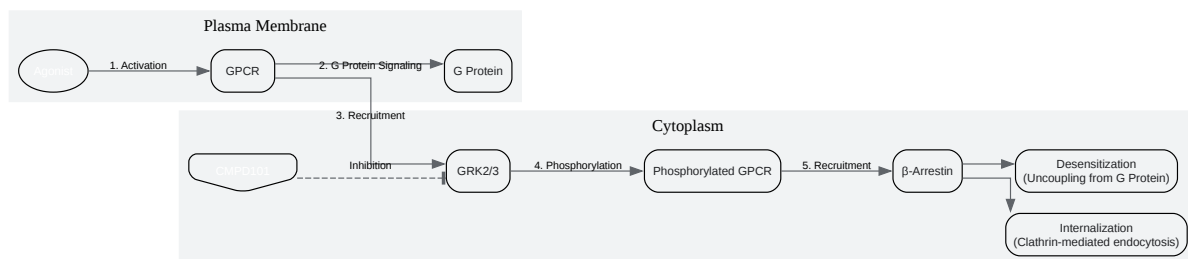 Plasma Membrane
Agonist
1. Activation
GPCR
2. G Protein Signaling
G Protein
3. Recruitment
Cytoplasm
CMPD101
Inhibition
GRK2/3
4. Phosphorylation
Phosphorylated GPCR
5. Recruitment
β-Arrestin
Desensitization
(Uncoupling from G Protein)
Internalization
(Clathrin-mediated endocytosis)